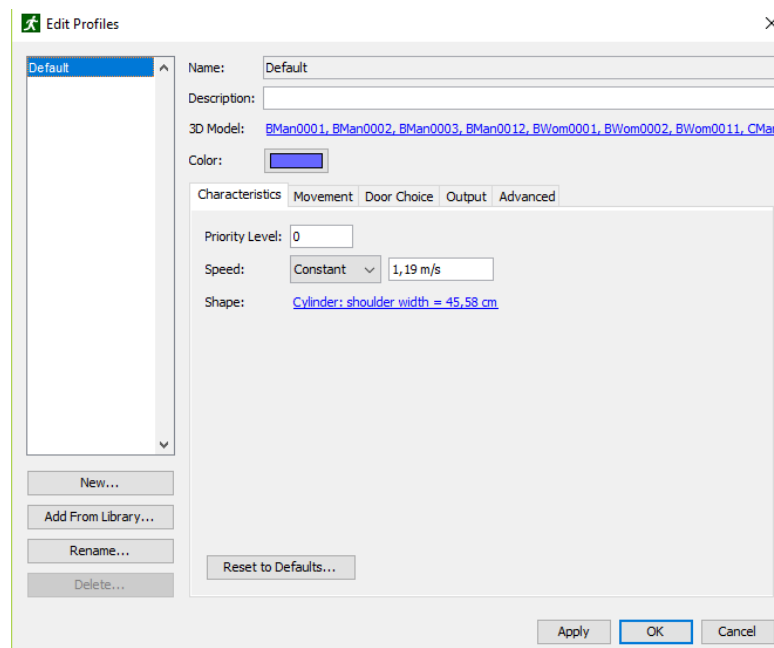 Edit Profiles
Default
Name: Default
Description:
3D Model: BMan0001, BMan0002, BMan0003, BMan0012, BWom0001, BWom0002, BWom0011, CMan
Color:
Characteristics Movement Door Choice Output Advanced
Priority Level: 0
Speed: Constant 1,19 m/s
Shape: Cylinder: shoulder width = 45,58 cm
New...
Add From Library...
Rename...
Delete...
Reset to Defaults...
Apply OK Cancel